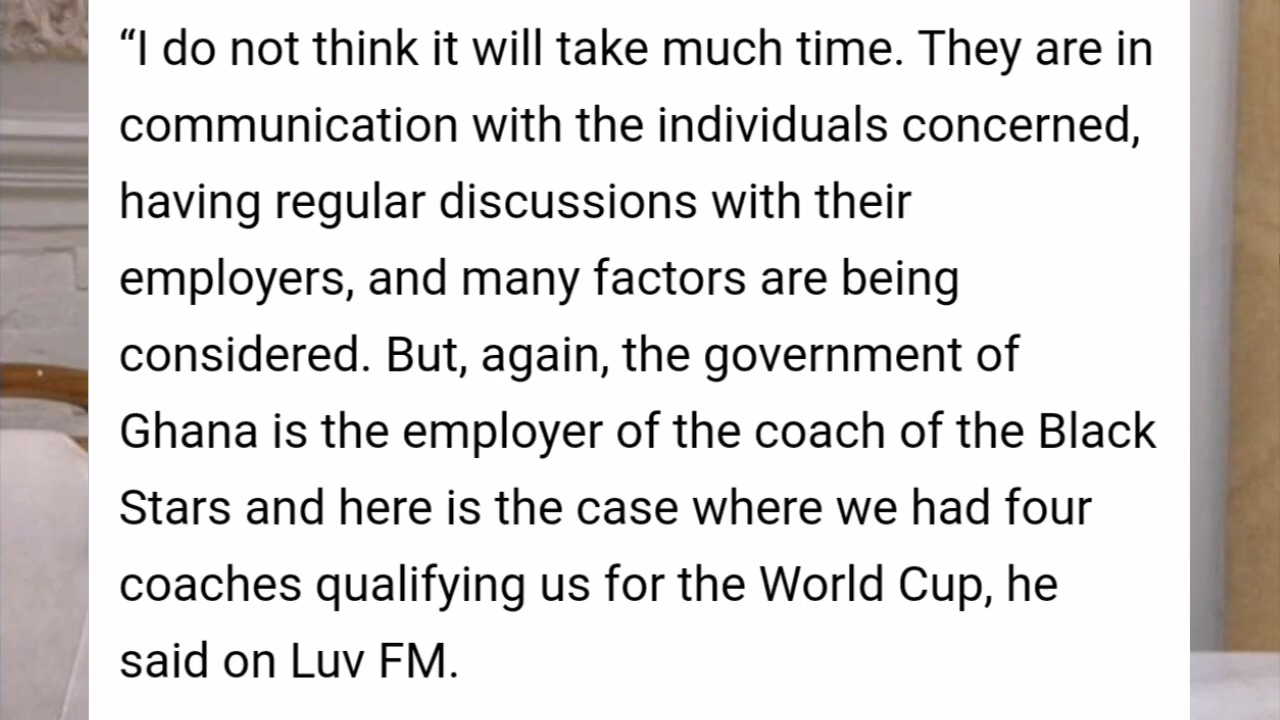 “I do not think it will take much time. They are in
communication with the individuals concerned,
having regular discussions with their
employers, and many factors are being
considered. But, again, the government of
Ghana is the employer of the coach of the Black
Stars and here is the case where we had four
coaches qualifying us for the World Cup, he
said on Luv FM.